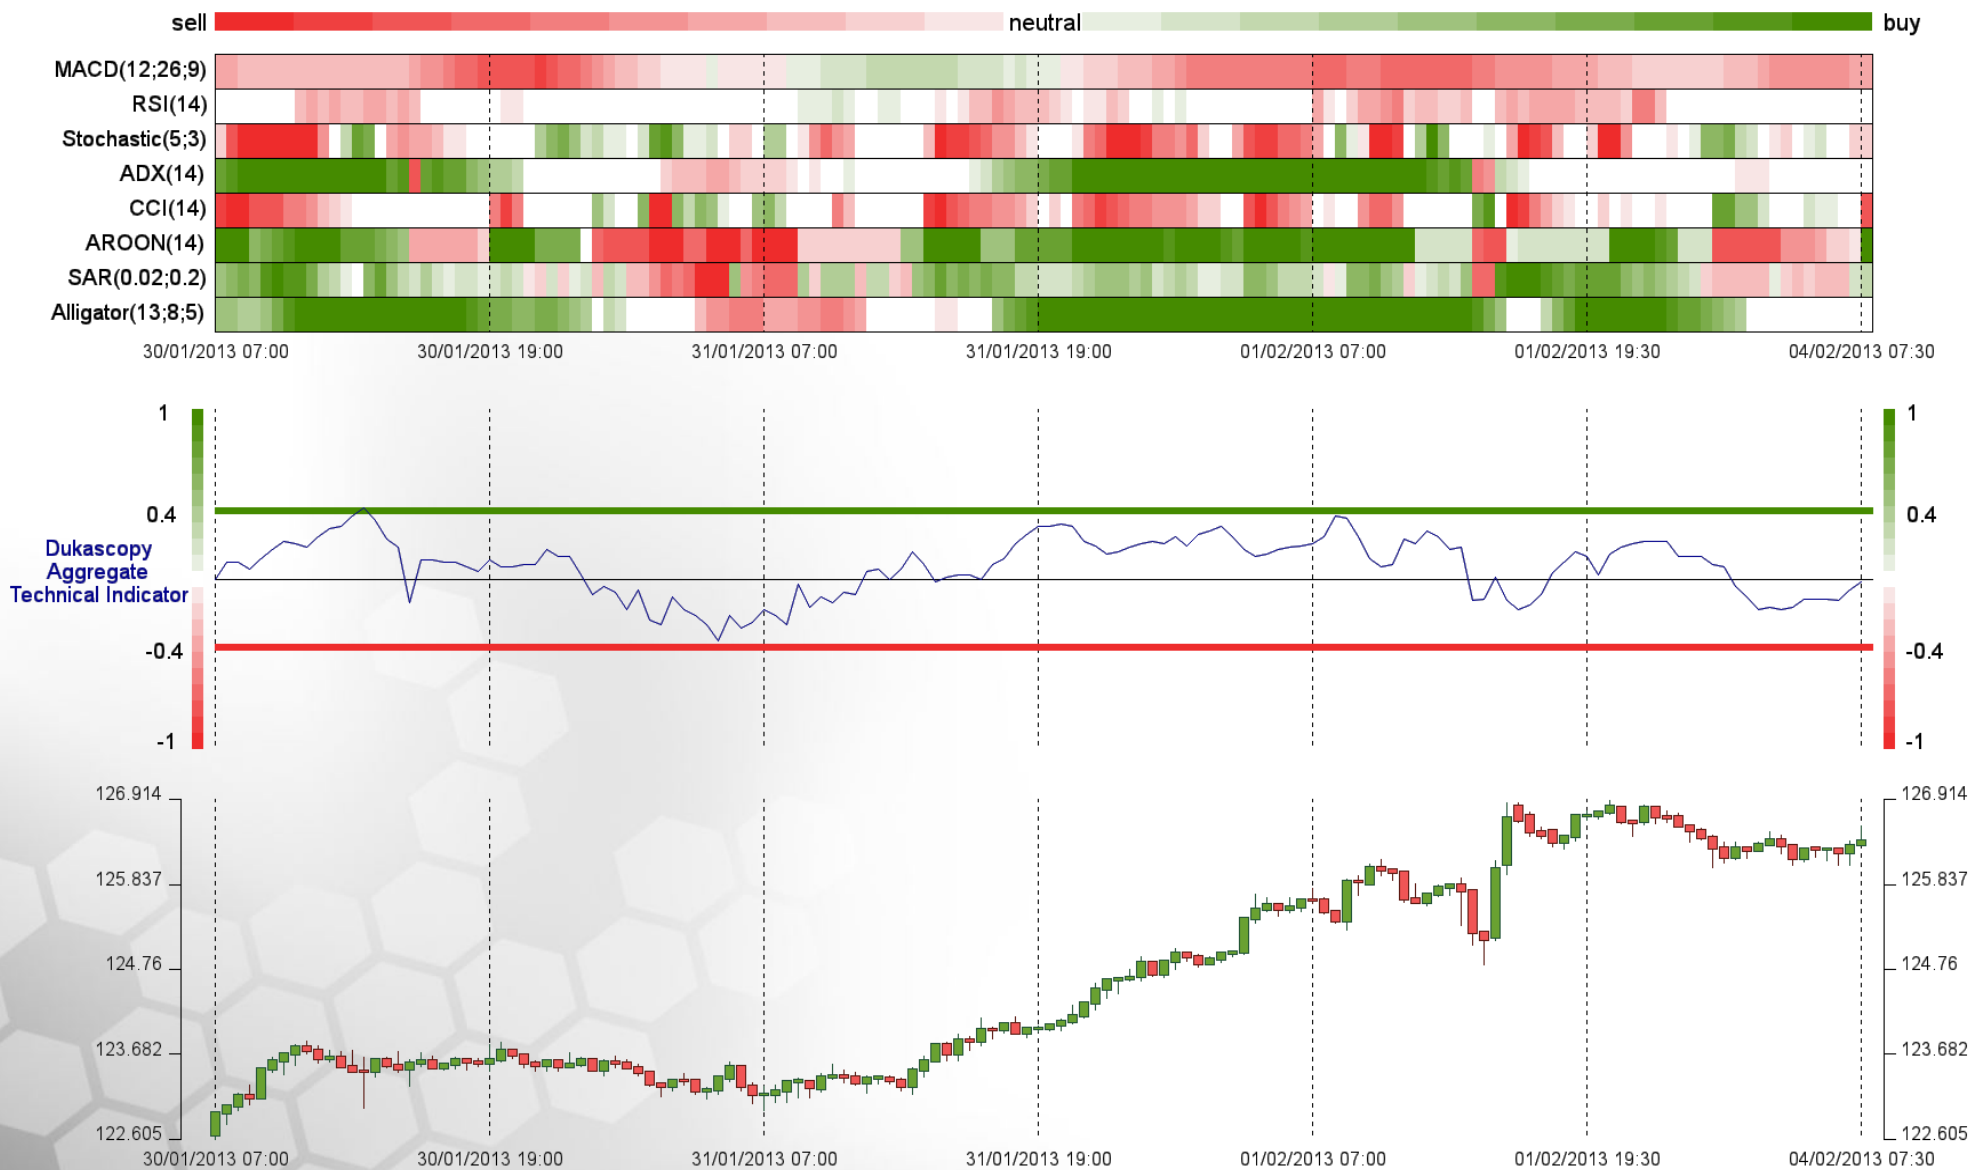 sell neutral buy
MACD(12;26;9)
RSI(14)
Stochastic(5;3)
ADX(14)
CCI(14)
AROON(14)
SAR(0.02;0.2)
Alligator(13;8;5)
30/01/2013 07:00 30/01/2013 19:00 31/01/2013 07:00 31/01/2013 19:00 01/02/2013 07:00 01/02/2013 19:30 04/02/2013 07:30
1 1
0.4 0.4
Dukascopy
Aggregate
Technical Indicator
-0.4 -0.4
-1 -1
126.914 126.914
125.837 125.837
124.76 124.76
123.682 123.682
122.605 122.605
30/01/2013 07:00 30/01/2013 19:00 31/01/2013 07:00 31/01/2013 19:00 01/02/2013 07:00 01/02/2013 19:30 04/02/2013 07:30